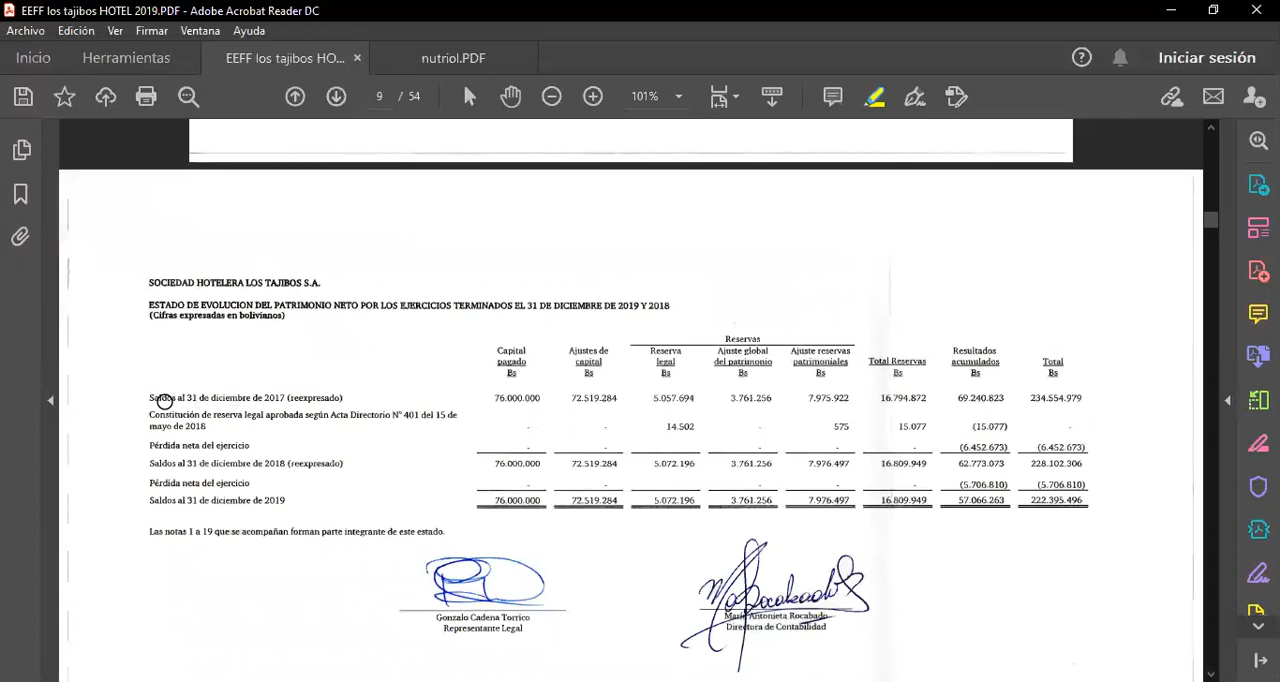 EEFF los tajibos HOTEL 2019.PDF - Adobe Acrobat Reader DC
Archivo Edición Ver Firmar Ventana Ayuda
Inicio Herramientas EEFF los tajibos HO... × nutriol.PDF Iniciar sesión
9 / 54 101%
SOCIEDAD HOTELERA LOS TAJIBOS S.A.
ESTADO DE EVOLUCION DEL PATRIMONIO NETO POR LOS EJERCICIOS TERMINADOS EL 31 DE DICIEMBRE DE 2019 Y 2018
(Cifras expresadas en bolivianos)
Reservas
Capital Ajustes de Reserva Ajuste global Ajuste reservas Resultados
pagado capital legal del patrimonio patrimoniales Total Reservas acumulados Total
Bs Bs Bs Bs Bs Bs Bs Bs
Saldos al 31 de diciembre de 2017 (reexpresado) 76.000.000 72.519.284 5.057.694 3.761.256 7.975.922 16.794.872 69.240.823 234.554.979
Constitución de reserva legal aprobada según Acta Directorio N° 401 del 15 de
mayo de 2018 - - 14.502 - 575 15.077 (15.077) -
Pérdida neta del ejercicio - - - - - - (6.452.673) (6.452.673)
Saldos al 31 de diciembre de 2018 (reexpresado) 76.000.000 72.519.284 5.072.196 3.761.256 7.976.497 16.809.949 62.773.073 228.102.306
Pérdida neta del ejercicio - - - - - - (5.706.810) (5.706.810)
Saldos al 31 de diciembre de 2019 76.000.000 72.519.284 5.072.196 3.761.256 7.976.497 16.809.949 57.066.263 222.395.496
Las notas 1 a 19 que se acompañan forman parte integrante de este estado.
Gonzalo Cadena Torrico María Antonieta Rocabado
Representante Legal Directora de Contabilidad